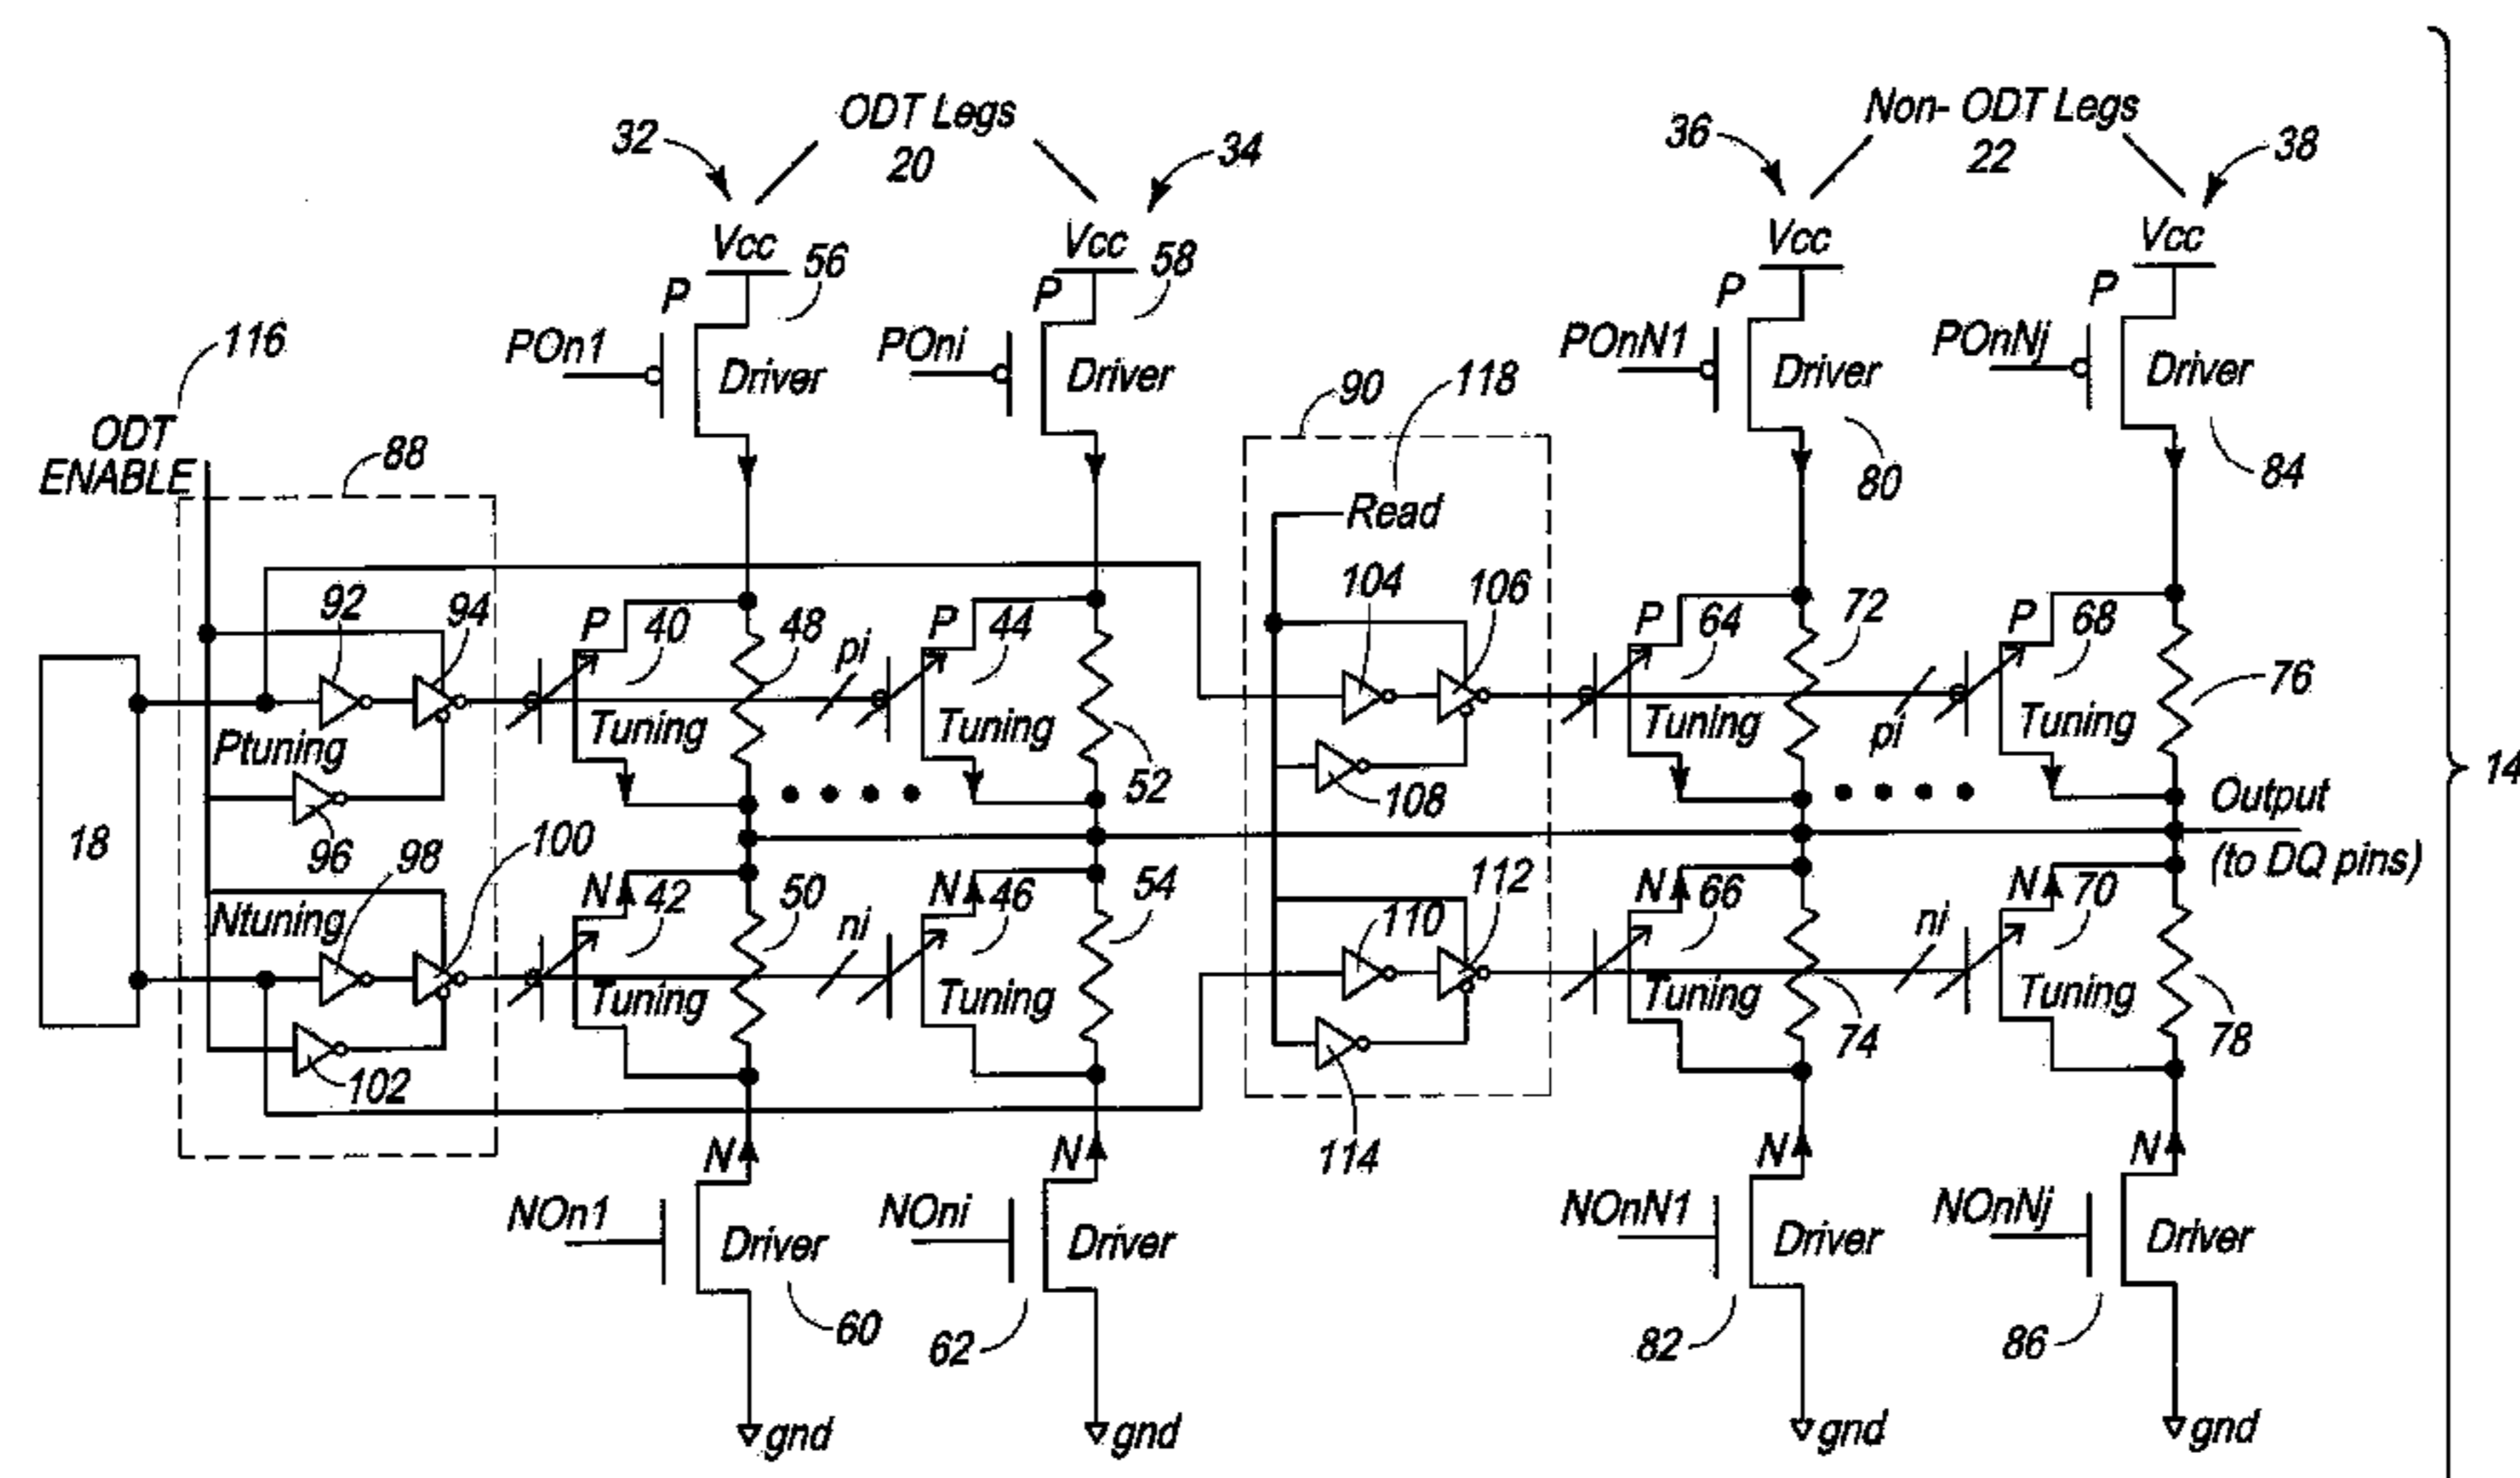 ODT Legs
20
Non- ODT Legs
22
32
34
36
38
14
Vcc
Vcc
Vcc
Vcc
P
56
P
58
P
P
POn1
Driver
POni
Driver
POnN1
Driver
80
POnNj
Driver
84
116
ODT
ENABLE
88
90
118
Read
92
94
P
40
48
pi
P
44
104
106
P
64
72
P
68
76
Ptuning
Tuning
Tuning
52
Tuning
pi
Tuning
18
96
108
Output
(to DQ pins)
98
100
N
42
50
ni
N
46
54
110
112
N
66
ni
N
70
Ntuning
Tuning
Tuning
Tuning
74
Tuning
78
102
114
N
N
N
N
NOn1
Driver
60
NOni
Driver
62
NOnN1
Driver
82
NOnNj
Driver
86
gnd
gnd
gnd
gnd